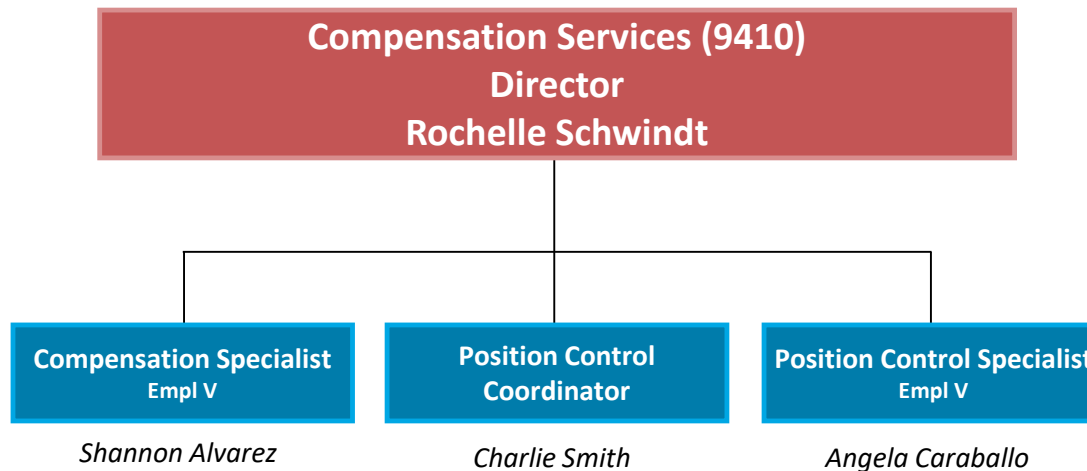 Compensation Services (9410)
Director
Rochelle Schwindt
Compensation Specialist
Empl V
Position Control
Coordinator
Position Control Specialist
Empl V
Shannon Alvarez
Charlie Smith
Angela Caraballo